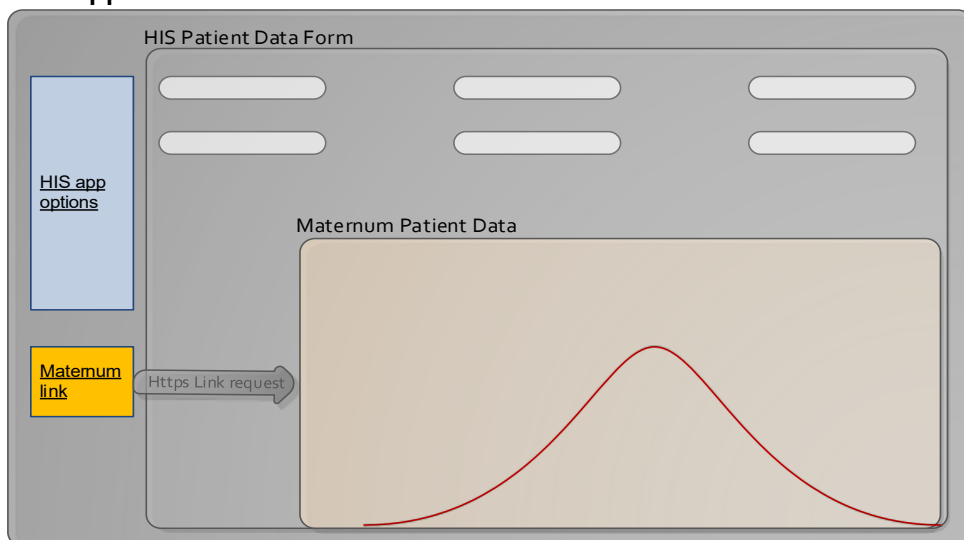 HIS Patient Data Form
HIS app
options
Maternum Patient Data
Maternum
link
Https Link request